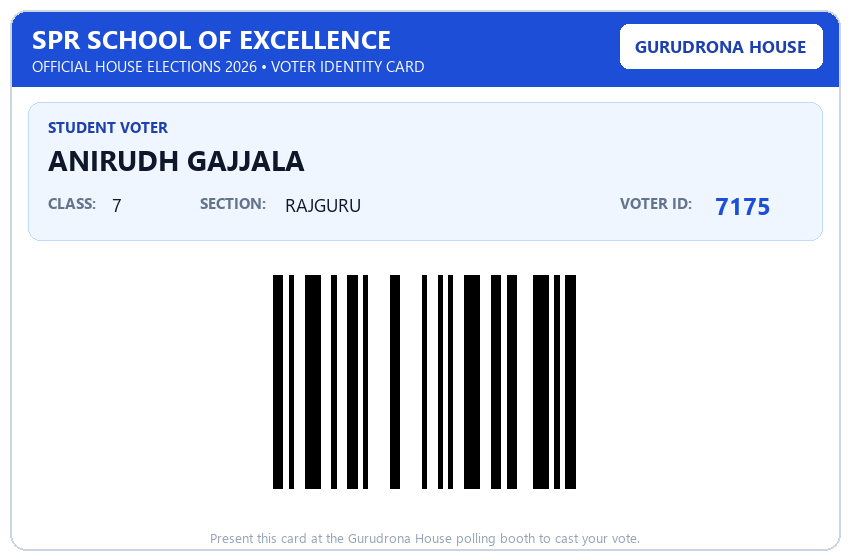 SPR SCHOOL OF EXCELLENCE
OFFICIAL HOUSE ELECTIONS 2026 • VOTER IDENTITY CARD
GURUDRONA HOUSE
STUDENT VOTER
ANIRUDH GAJJALA
CLASS: 7 SECTION: RAJGURU VOTER ID: 7175
Present this card at the Gurudrona House polling booth to cast your vote.